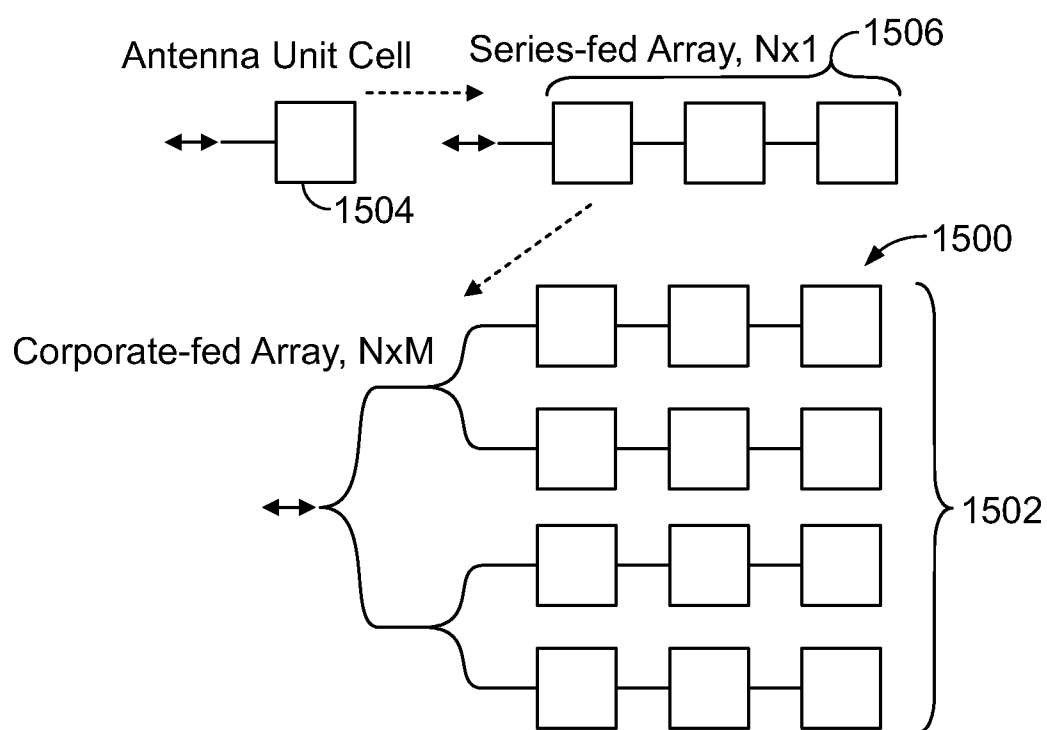 Antenna Unit Cell
Series-fed Array, Nx1
1506
1504
1500
Corporate-fed Array, NxM
1502